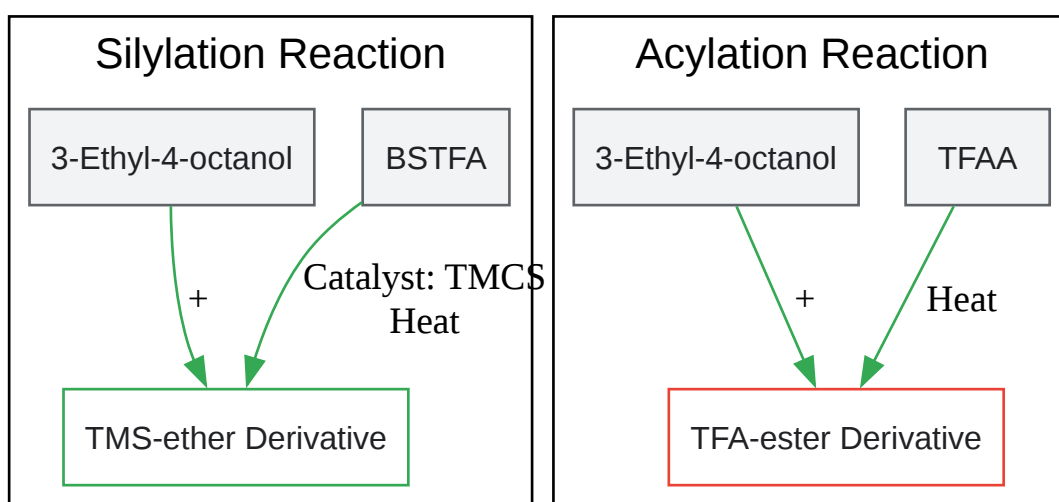 Silylation Reaction
3-Ethyl-4-octanol
BSTFA
+
Catalyst: TMCS
Heat
TMS-ether Derivative
Acylation Reaction
3-Ethyl-4-octanol
TFAA
+
Heat
TFA-ester Derivative